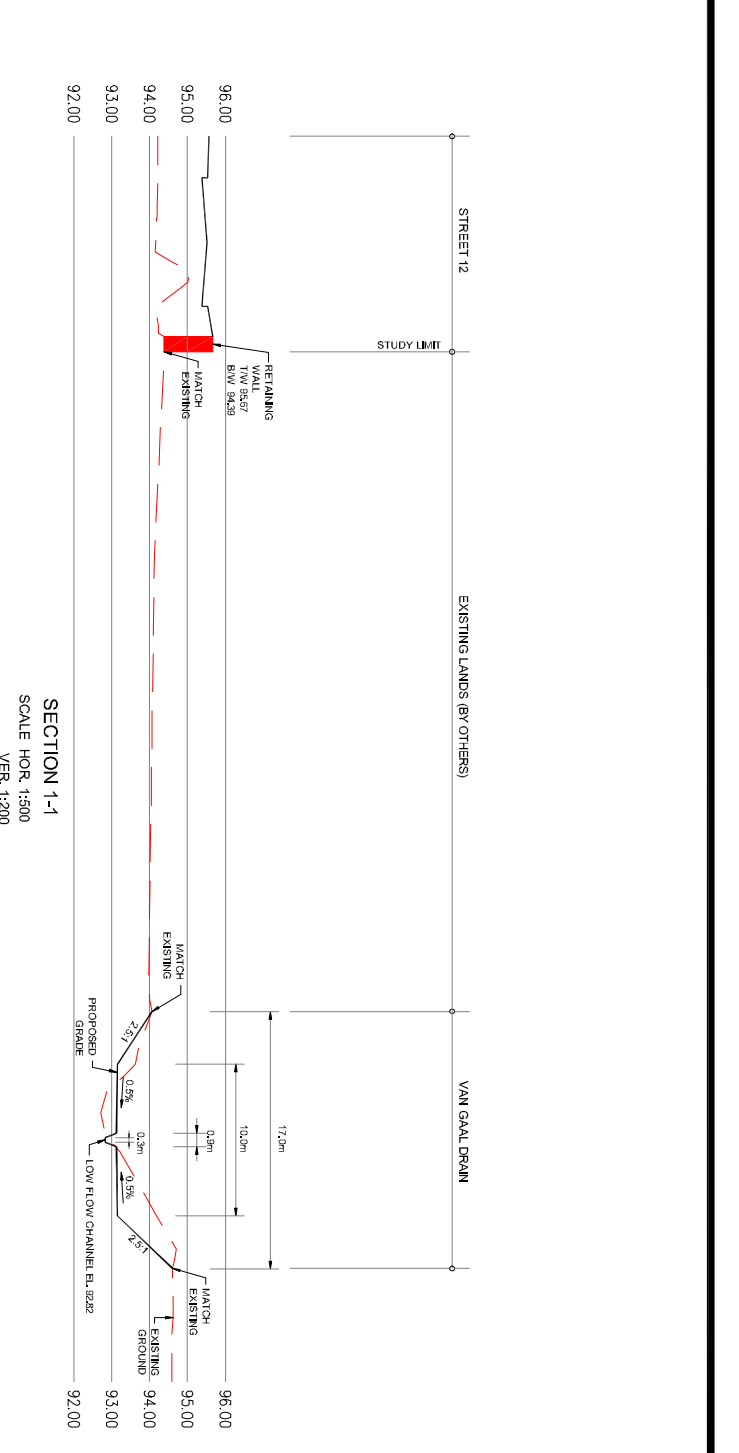 STREET 12
EXISTING LANDS (BY OTHERS)
VAN GAAL DRAIN
STUDY LIMIT
17.0m
10.0m
0.9m
0.3m
RETAINING
WALL
T/W 95.67
B/W 94.39
MATCH
EXISTING
MATCH
EXISTING
2.5:1
0.5%
0.5%
2.5:1
MATCH
EXISTING
EXISTING
GROUND
PROPOSED
GRADE
LOW FLOW CHANNEL EL. 92.82
96.00
95.00
94.00
93.00
92.00
96.00
95.00
94.00
93.00
92.00
SECTION 1-1
SCALE HOR. 1:500
VER. 1:200